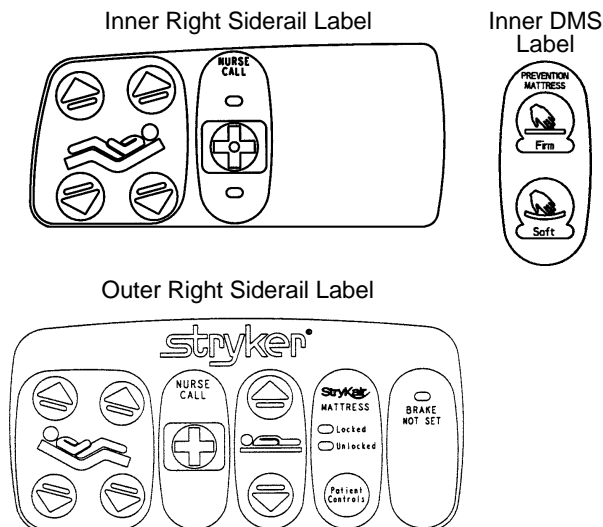 Inner Right Siderail Label
Inner DMS
Label
NURSE
CALL
PREVENTION
MATTRESS
Firm
Soft
Outer Right Siderail Label
stryker®
NURSE
CALL
StryKair
MATTRESS
Locked
Unlocked
Patient
Controls
BRAKE
NOT SET